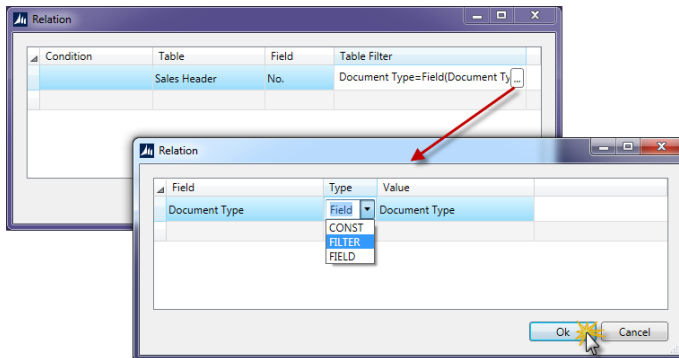 Relation
Condition Table Field Table Filter
Sales Header No. Document Type=Field(Document Ty ...
Relation
Field Type Value
Document Type Field Document Type
CONST
FILTER
FIELD
Ok Cancel